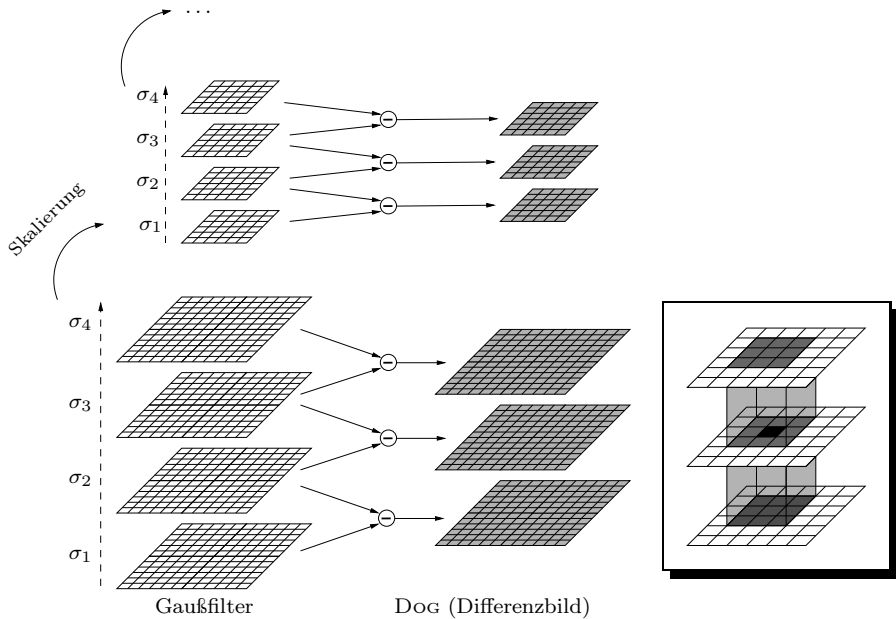 ...
σ4
σ3
σ2
σ1
Skalierung
σ4
σ3
σ2
σ1
Gaußfilter
DOG (Differenzbild)